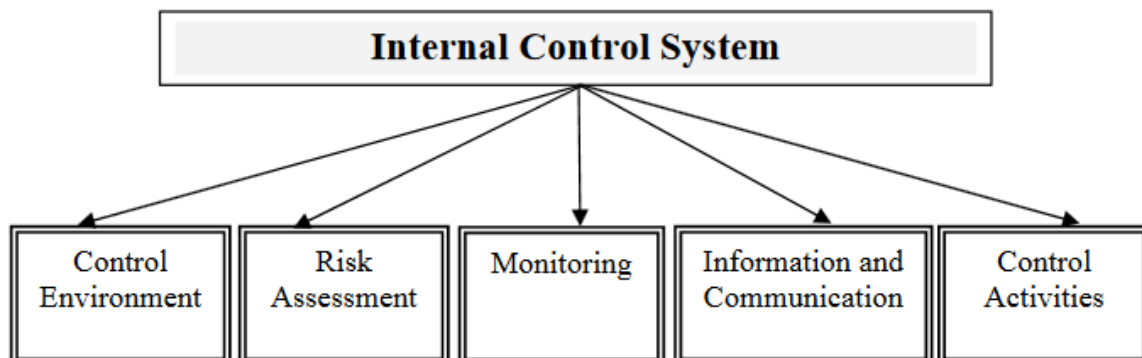 Internal Control System
Control
Environment
Risk
Assessment
Monitoring
Information and
Communication
Control
Activities